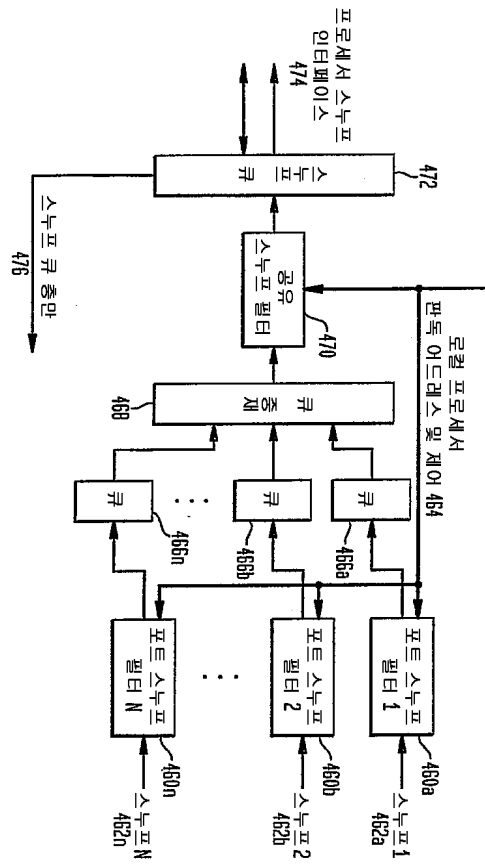 스누프 1
462a
스누프 2
462b
스누프 N
462n
460a
460b
460n
포트 스누프
필터 1
포트 스누프
필터 2
· · ·
포트 스누프
필터 N
로컬 프로세서
판독 어드레스 및 제어 464
466a
466b
466n
큐
큐
· · ·
큐
468
큐 중재
470
공유
스누프 필터
472
스누프
큐
프로세서 스누프
인터페이스
474
스누프 큐 충만
476